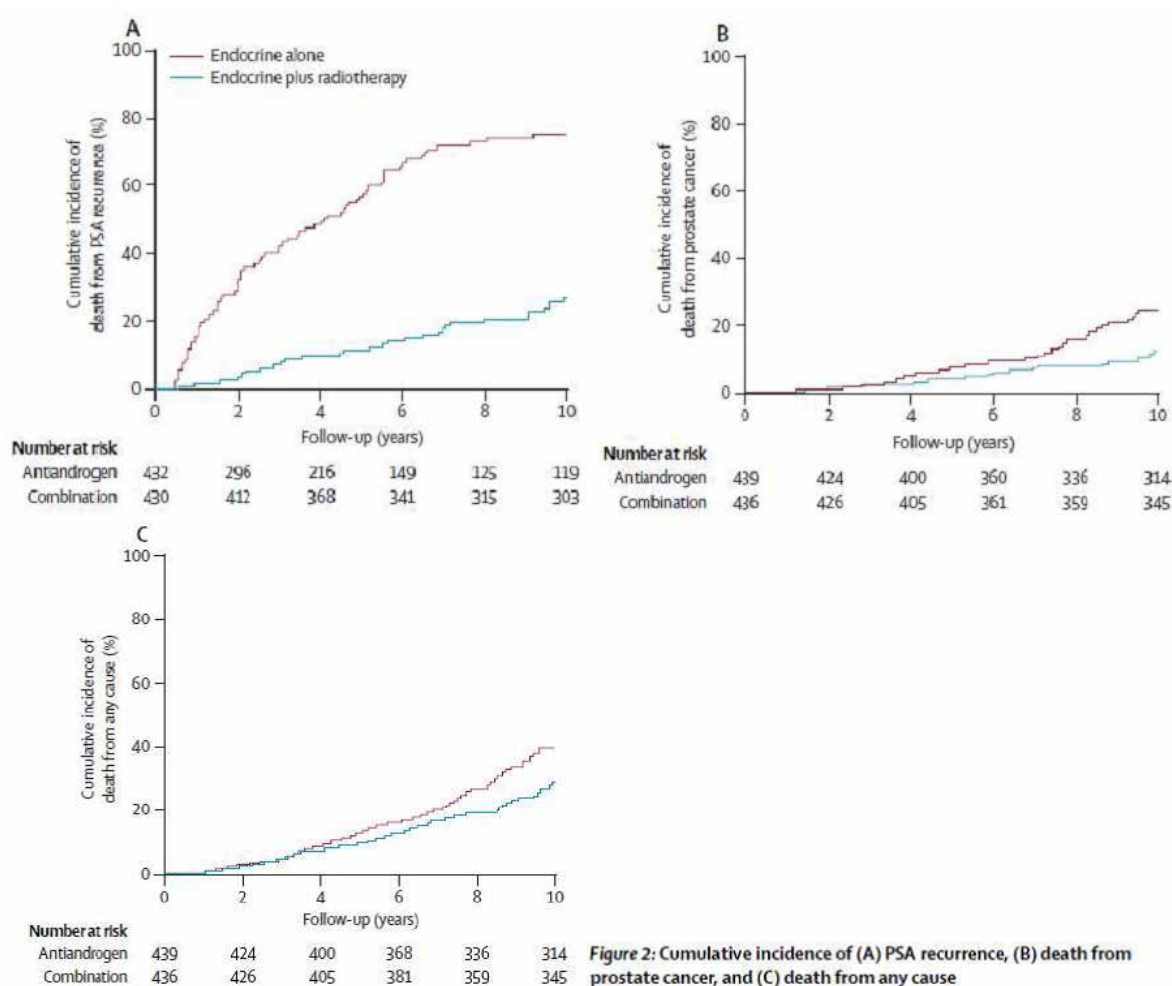 A
100
80
60
40
20
0
Cumulative incidence of
death from PSA recurrence (%)
Endocrine alone
Endocrine plus radiotherapy
0 2 4 6 8 10
Follow-up (years)
Number at risk
Antiandrogen 432 296 216 149 125 119
Combination 430 412 368 341 315 303
B
100
80
60
40
20
0
Cumulative incidence of
death from prostate cancer (%)
0 2 4 6 8 10
Follow-up (years)
Number at risk
Antiandrogen 439 424 400 360 336 314
Combination 436 426 405 361 359 345
C
100
80
60
40
20
0
Cumulative incidence of
death from any cause (%)
0 2 4 6 8 10
Follow-up (years)
Number at risk
Antiandrogen 439 424 400 368 336 314
Combination 436 426 405 381 359 345
Figure 2: Cumulative incidence of (A) PSA recurrence, (B) death from
prostate cancer, and (C) death from any cause